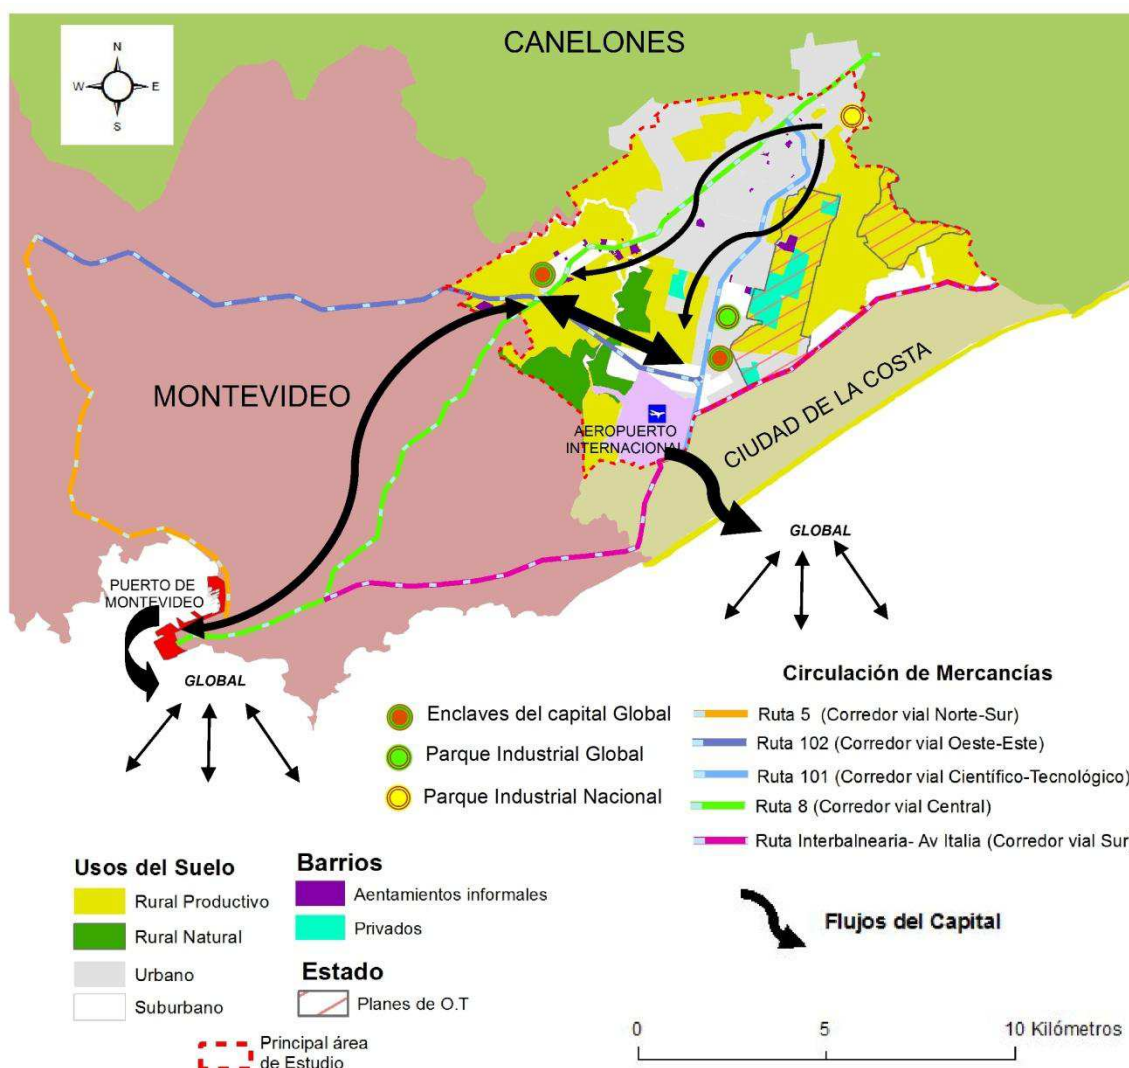 CANELONES
N
W
E
S
MONTEVIDEO
AEROPUERTO
INTERNACIONAL
CIUDAD DE LA COSTA
GLOBAL
PUERTO DE
MONTEVIDEO
GLOBAL
Circulación de Mercancías
Enclaves del capital Global
Parque Industrial Global
Parque Industrial Nacional
Ruta 5 (Corredor vial Norte-Sur)
Ruta 102 (Corredor vial Oeste-Este)
Ruta 101 (Corredor vial Científico-Tecnológico)
Ruta 8 (Corredor vial Central)
Ruta Interbalnearia- Av Italia (Corredor vial Sur
Usos del Suelo
Rural Productivo
Rural Natural
Urbano
Suburbano
Barrios
Aentamientos informales
Privados
Estado
Planes de O.T
Principal área
de Estudio
Flujos del Capital
0 5 10 Kilómetros